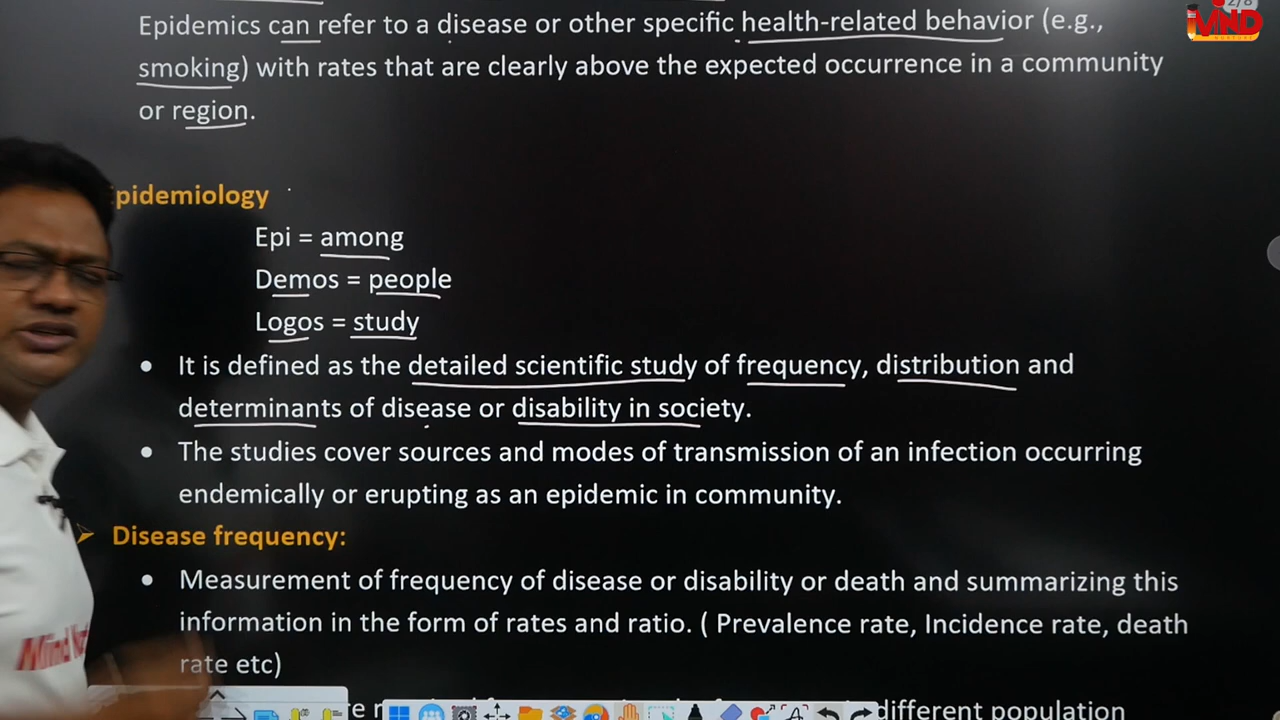 Epidemics can refer to a disease or other specific health-related behavior (e.g.,
smoking) with rates that are clearly above the expected occurrence in a community
or region.
pidemiology
Epi = among
Demos = people
Logos = study
• It is defined as the detailed scientific study of frequency, distribution and
determinants of disease or disability in society.
• The studies cover sources and modes of transmission of an infection occurring
endemically or erupting as an epidemic in community.
➢ Disease frequency:
• Measurement of frequency of disease or disability or death and summarizing this
information in the form of rates and ratio. ( Prevalence rate, Incidence rate, death
rate etc)
different population
2/8
MIND